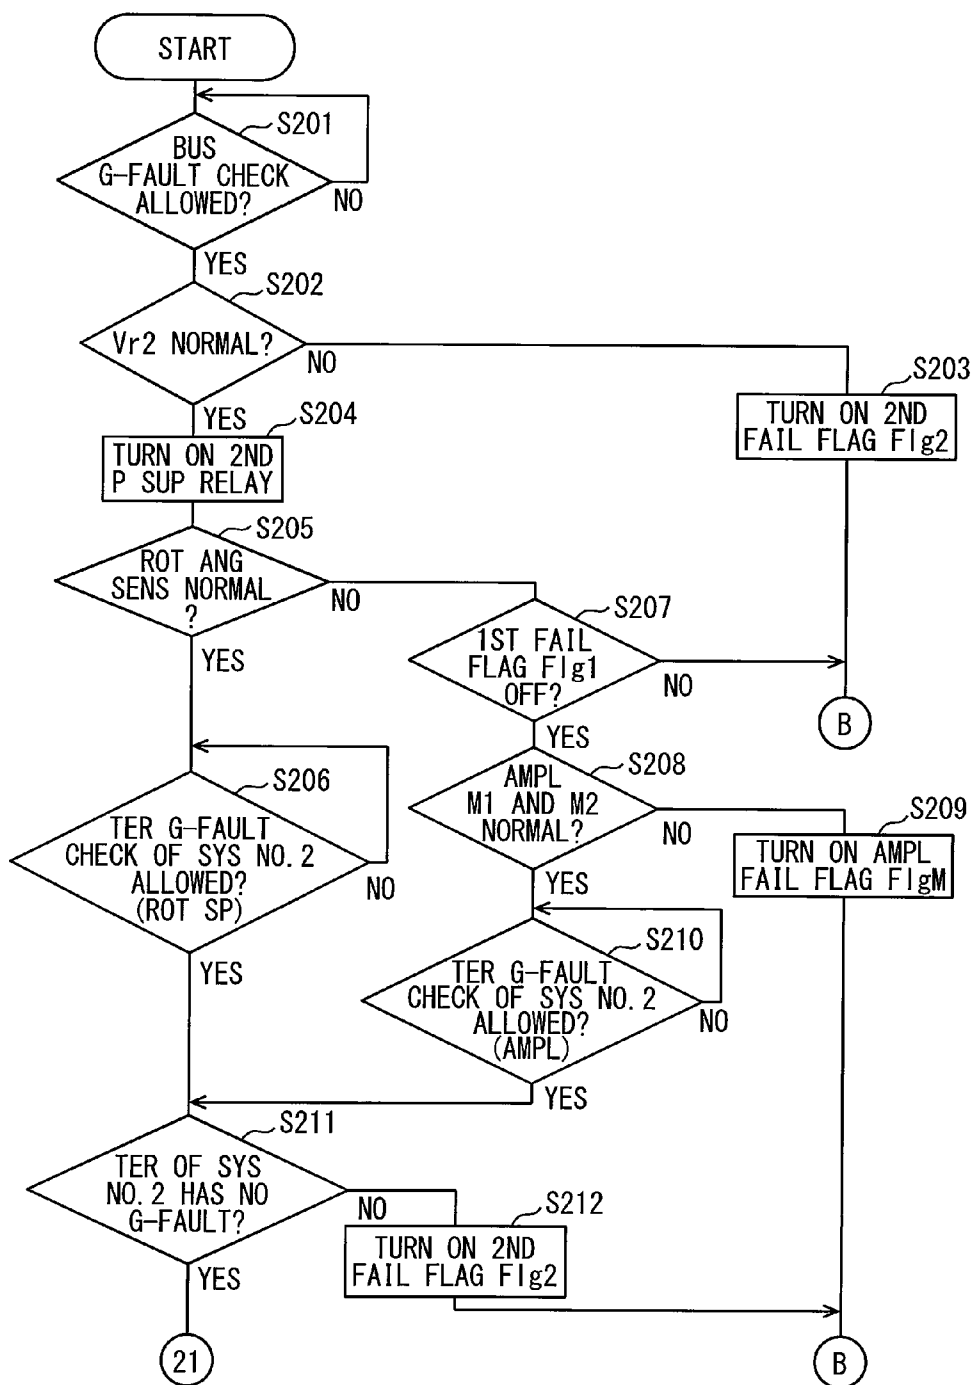 START
S201
BUS
G-FAULT CHECK
ALLOWED?
NO
YES
S202
Vr2 NORMAL?
NO
YES
S203
TURN ON 2ND
FAIL FLAG Flg2
S204
TURN ON 2ND
P SUP RELAY
S205
ROT ANG
SENS NORMAL
?
NO
YES
S207
1ST FAIL
FLAG Flg1
OFF?
NO
YES
B
S206
TER G-FAULT
CHECK OF SYS NO.2
ALLOWED?
(ROT SP)
NO
YES
S208
AMPL
M1 AND M2
NORMAL?
NO
YES
S209
TURN ON AMPL
FAIL FLAG FlgM
S210
TER G-FAULT
CHECK OF SYS NO.2
ALLOWED?
(AMPL)
NO
YES
S211
TER OF SYS
NO.2 HAS NO
G-FAULT?
NO
YES
S212
TURN ON 2ND
FAIL FLAG Flg2
21
B